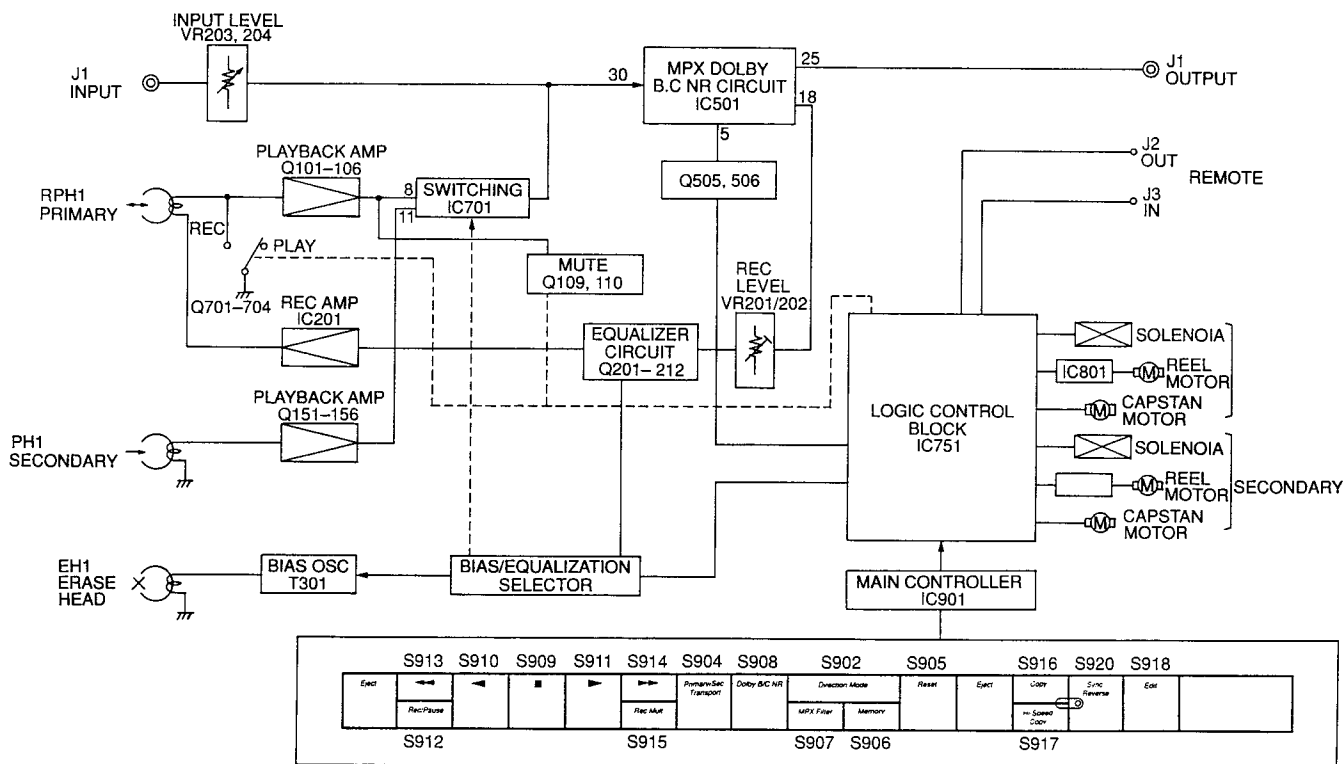 INPUT LEVEL
VR203, 204
J1
INPUT
30
MPX DOLBY
B.C NR CIRCUIT
IC501
25
18
5
J1
OUTPUT
Q505, 506
J2
OUT
REMOTE
J3
IN
PLAYBACK AMP
Q101–106
RPH1
PRIMARY
8
11
SWITCHING
IC701
REC
PLAY
Q701–704
MUTE
Q109, 110
REC
LEVEL
VR201/202
REC AMP
IC201
EQUALIZER
CIRCUIT
Q201– 212
PLAYBACK AMP
Q151–156
PH1
SECONDARY
LOGIC CONTROL
BLOCK
IC751
SOLENOIA
IC801
M
REEL
MOTOR
M
CAPSTAN
MOTOR
SOLENOIA
M
REEL
MOTOR
SECONDARY
M
CAPSTAN
MOTOR
EH1
ERASE
HEAD
BIAS OSC
T301
BIAS/EQUALIZATION
SELECTOR
MAIN CONTROLLER
IC901
S913 S910 S909 S911 S914 S904 S908 S902 S905 S916 S920 S918
Eject
Rec/Pause
Rec Mute
Transport
Dolby B/C NR
Direction Mode
MPX Filter
Memory
Reset
Eject
Copy
Hi-Speed
Copy
Sync
Reverse
Edit
S912 S915 S907 S906 S917